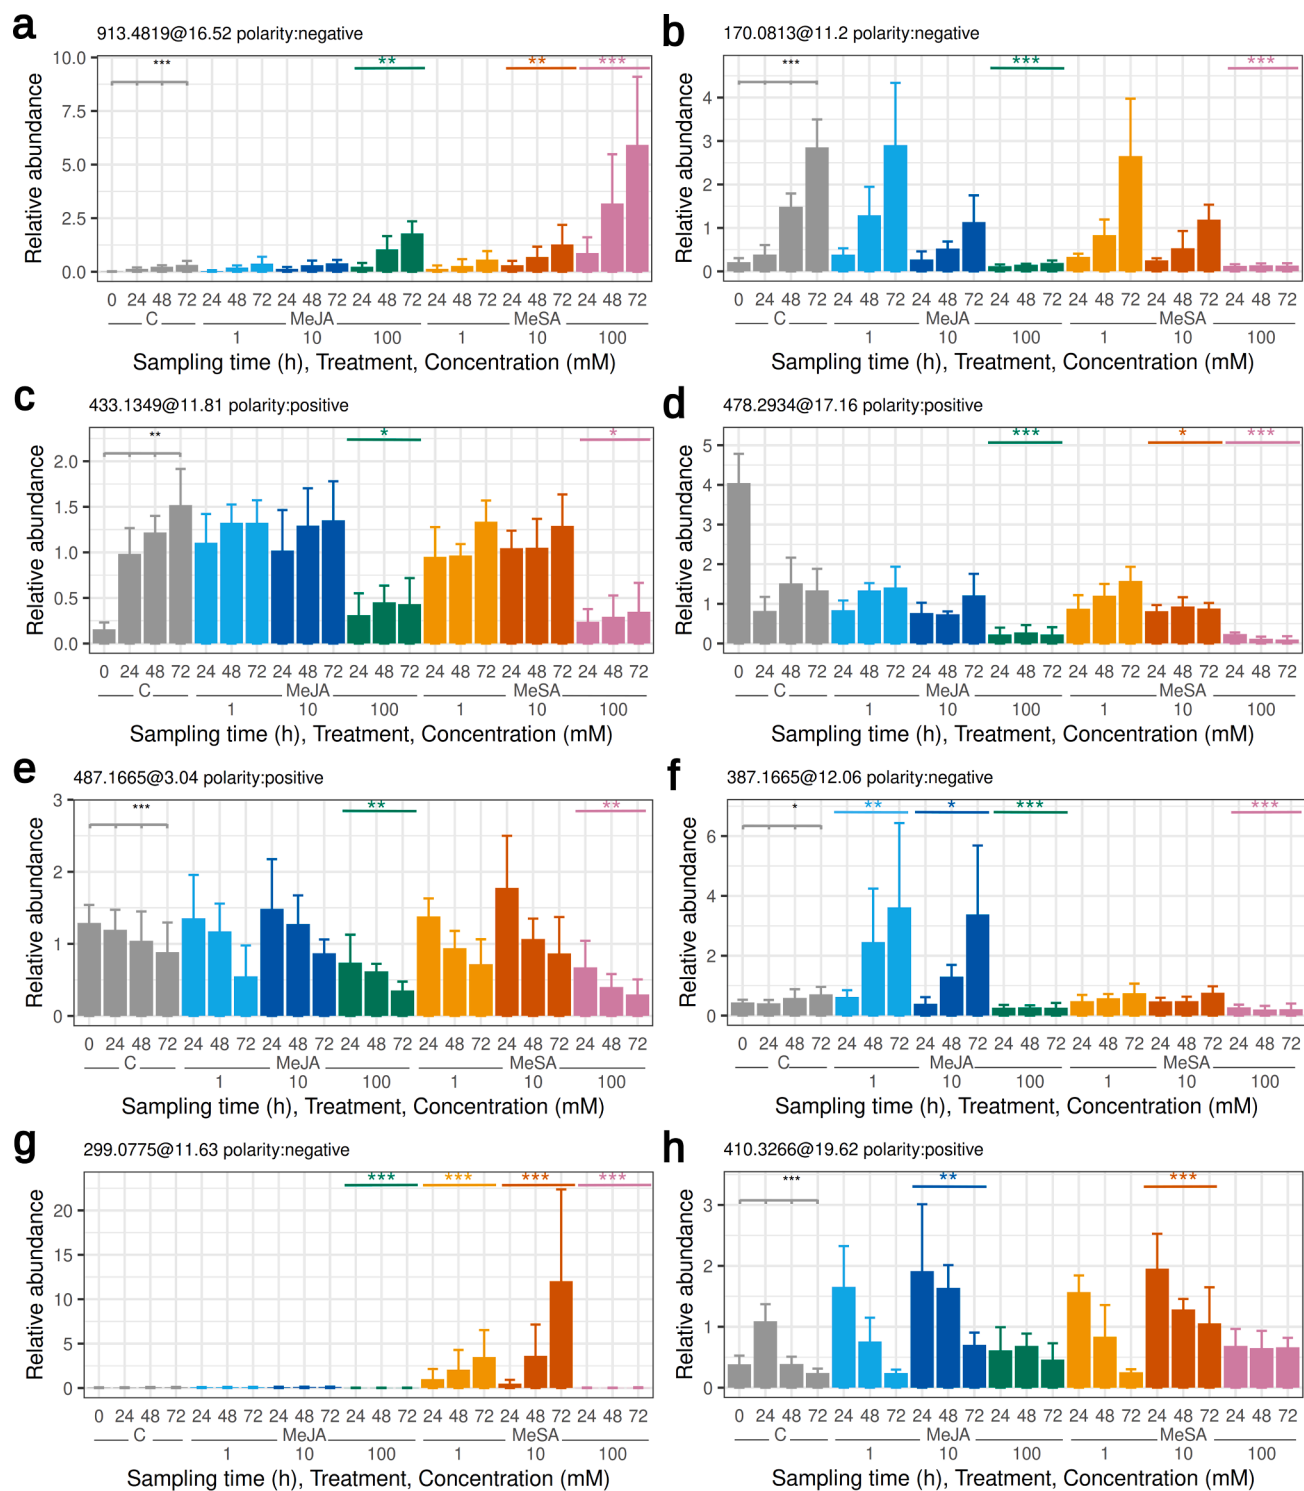 a
913.4819@16.52 polarity:negative
Relative abundance
10.0
7.5
5.0
2.5
0.0
*** ** ** ***
0 24 48 72 24 48 72 24 48 72 24 48 72 24 48 72 24 48 72 24 48 72
C MeJA MeSA
1 10 100 1 10 100
Sampling time (h), Treatment, Concentration (mM)
b
170.0813@11.2 polarity:negative
Relative abundance
4
3
2
1
0
*** *** ***
0 24 48 72 24 48 72 24 48 72 24 48 72 24 48 72 24 48 72 24 48 72
C MeJA MeSA
1 10 100 1 10 100
Sampling time (h), Treatment, Concentration (mM)
c
433.1349@11.81 polarity:positive
Relative abundance
2.0
1.5
1.0
0.5
0.0
** * *
0 24 48 72 24 48 72 24 48 72 24 48 72 24 48 72 24 48 72 24 48 72
C MeJA MeSA
1 10 100 1 10 100
Sampling time (h), Treatment, Concentration (mM)
d
478.2934@17.16 polarity:positive
Relative abundance
5
4
3
2
1
0
*** * ***
0 24 48 72 24 48 72 24 48 72 24 48 72 24 48 72 24 48 72 24 48 72
C MeJA MeSA
1 10 100 1 10 100
Sampling time (h), Treatment, Concentration (mM)
e
487.1665@3.04 polarity:positive
Relative abundance
3
2
1
0
*** ** **
0 24 48 72 24 48 72 24 48 72 24 48 72 24 48 72 24 48 72 24 48 72
C MeJA MeSA
1 10 100 1 10 100
Sampling time (h), Treatment, Concentration (mM)
f
387.1665@12.06 polarity:negative
Relative abundance
6
4
2
0
* ** * *** ***
0 24 48 72 24 48 72 24 48 72 24 48 72 24 48 72 24 48 72 24 48 72
C MeJA MeSA
1 10 100 1 10 100
Sampling time (h), Treatment, Concentration (mM)
g
299.0775@11.63 polarity:negative
Relative abundance
20
15
10
5
0
*** *** *** ***
0 24 48 72 24 48 72 24 48 72 24 48 72 24 48 72 24 48 72 24 48 72
C MeJA MeSA
1 10 100 1 10 100
Sampling time (h), Treatment, Concentration (mM)
h
410.3266@19.62 polarity:positive
Relative abundance
3
2
1
0
*** ** ***
0 24 48 72 24 48 72 24 48 72 24 48 72 24 48 72 24 48 72 24 48 72
C MeJA MeSA
1 10 100 1 10 100
Sampling time (h), Treatment, Concentration (mM)